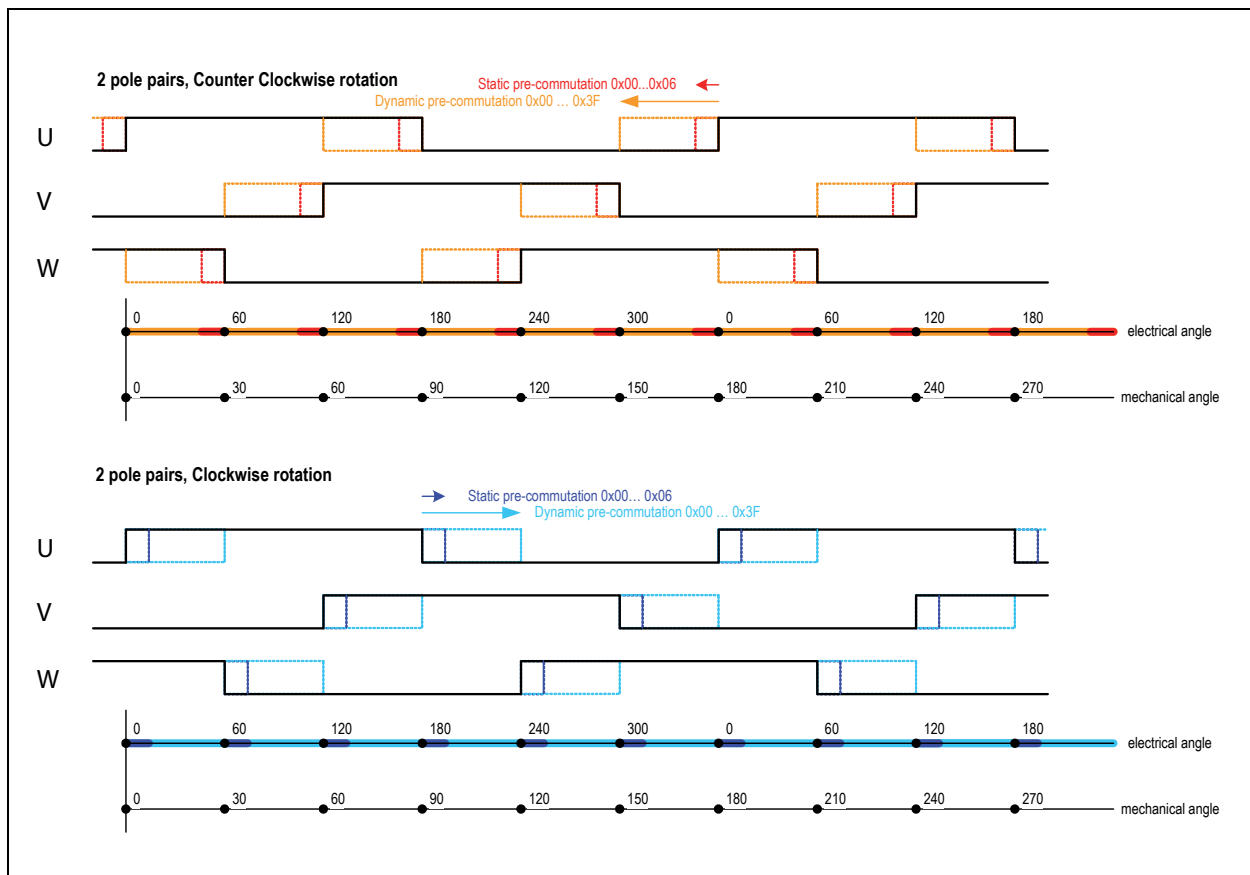 2 pole pairs, Counter Clockwise rotation
Static pre-commutation 0x00...0x06
Dynamic pre-commutation 0x00 ... 0x3F
U
V
W
0 60 120 180 240 300 0 60 120 180
electrical angle
0 30 60 90 120 150 180 210 240 270
mechanical angle
2 pole pairs, Clockwise rotation
Static pre-commutation 0x00... 0x06
Dynamic pre-commutation 0x00 ... 0x3F
U
V
W
0 60 120 180 240 300 0 60 120 180
electrical angle
0 30 60 90 120 150 180 210 240 270
mechanical angle